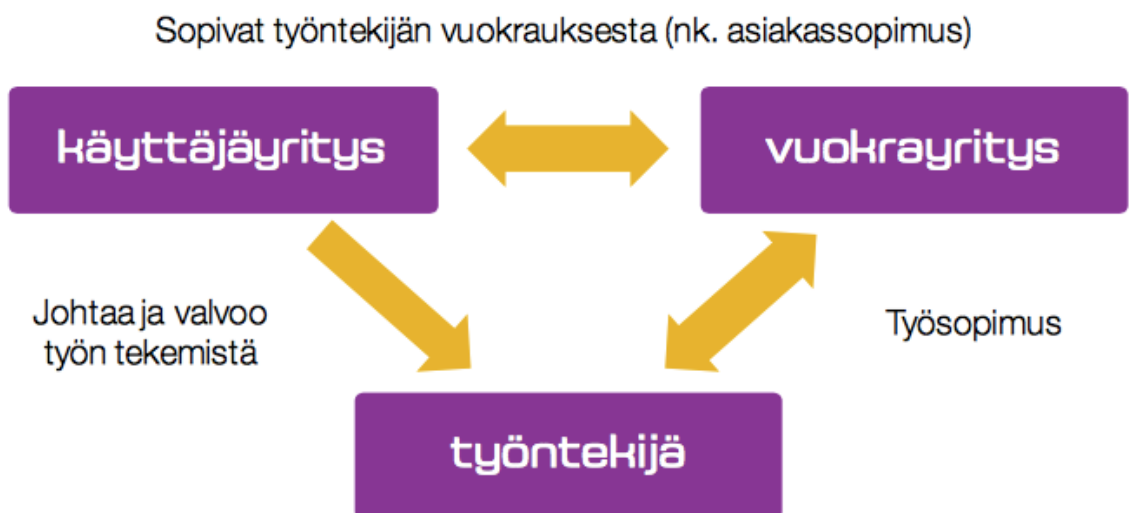 Sopivat työntekijän vuokrauksesta (nk. asiakassopimus)
käyttäjäyritys
vuokrayritys
Johtaa ja valvoo
työn tekemistä
Työsopimus
työntekijä